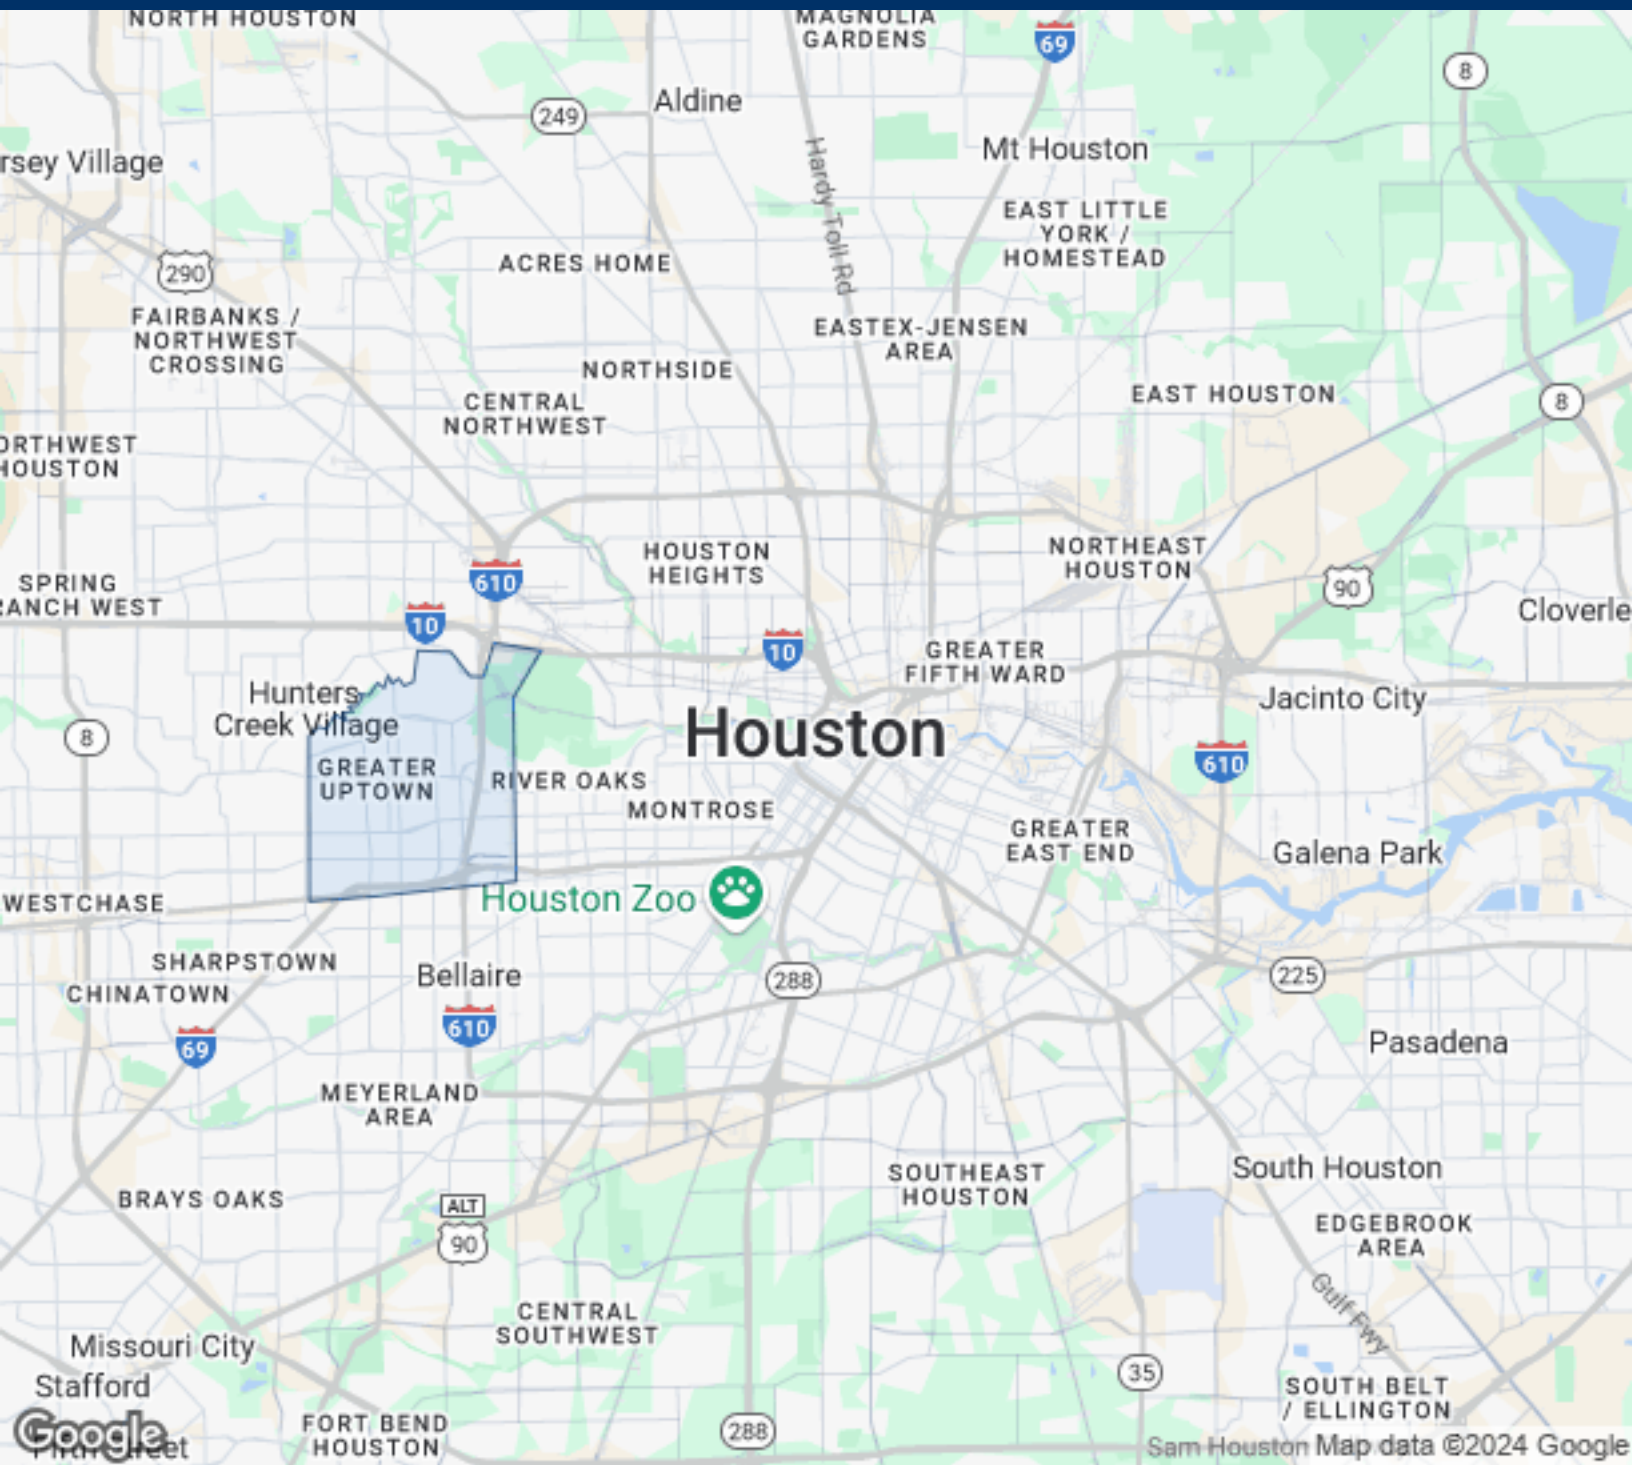 NORTH HOUSTON
MAGNOLIA
GARDENS
69
8
Aldine
249
Mt Houston
rsey Village
Hardy Toll Rd
EAST LITTLE
YORK /
HOMESTEAD
ACRES HOME
290
FAIRBANKS /
NORTHWEST
CROSSING
EASTEX-JENSEN
AREA
NORTHSIDE
EAST HOUSTON
8
CENTRAL
NORTHWEST
ORTHWEST
HOUSTON
HOUSTON
HEIGHTS
NORTHEAST
HOUSTON
610
90
SPRING
RANCH WEST
10
Cloverle
10
GREATER
FIFTH WARD
Hunters
Creek Village
Jacinto City
8
Houston
610
GREATER
UPTOWN
RIVER OAKS
MONTROSE
GREATER
EAST END
Galena Park
WESTCHASE
Houston Zoo
SHARPSTOWN
Bellaire
288
225
CHINATOWN
610
69
Pasadena
MEYERLAND
AREA
SOUTHEAST
HOUSTON
South Houston
BRAYS OAKS
ALT
90
EDGEBROOK
AREA
CENTRAL
SOUTHWEST
Gulf Fwy
Missouri City
Stafford
35
SOUTH BELT
/ ELLINGTON
FORT BEND
HOUSTON
288
Google
Sam Houston
Map data ©2024 Google